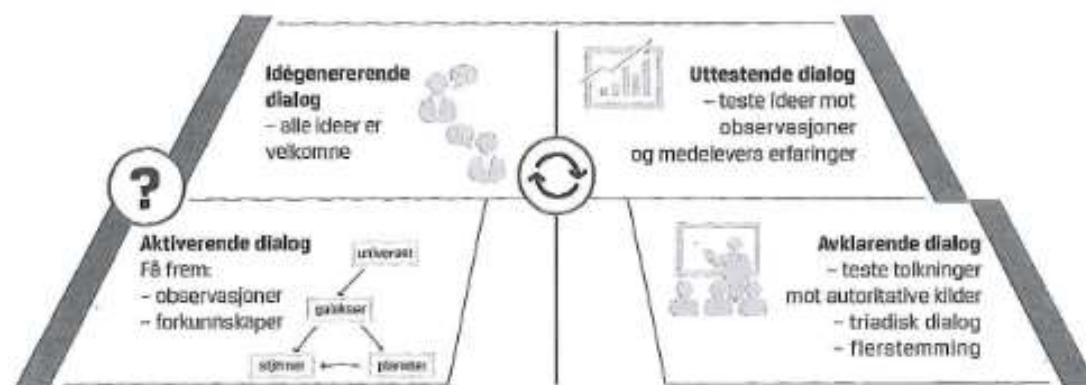 Idégenererende
dialog
– alle ideer er
velkomne
Uttestende dialog
– teste ideer mot
observasjoner
og medelevers erfaringer
?
Aktiverende dialog
Få frem:
– observasjoner
– forkunnskaper
universet
galakser
stjerner
planeter
Avklarende dialog
– teste tolkninger
mot autoritative kilder
– triadisk dialog
– flerstemming